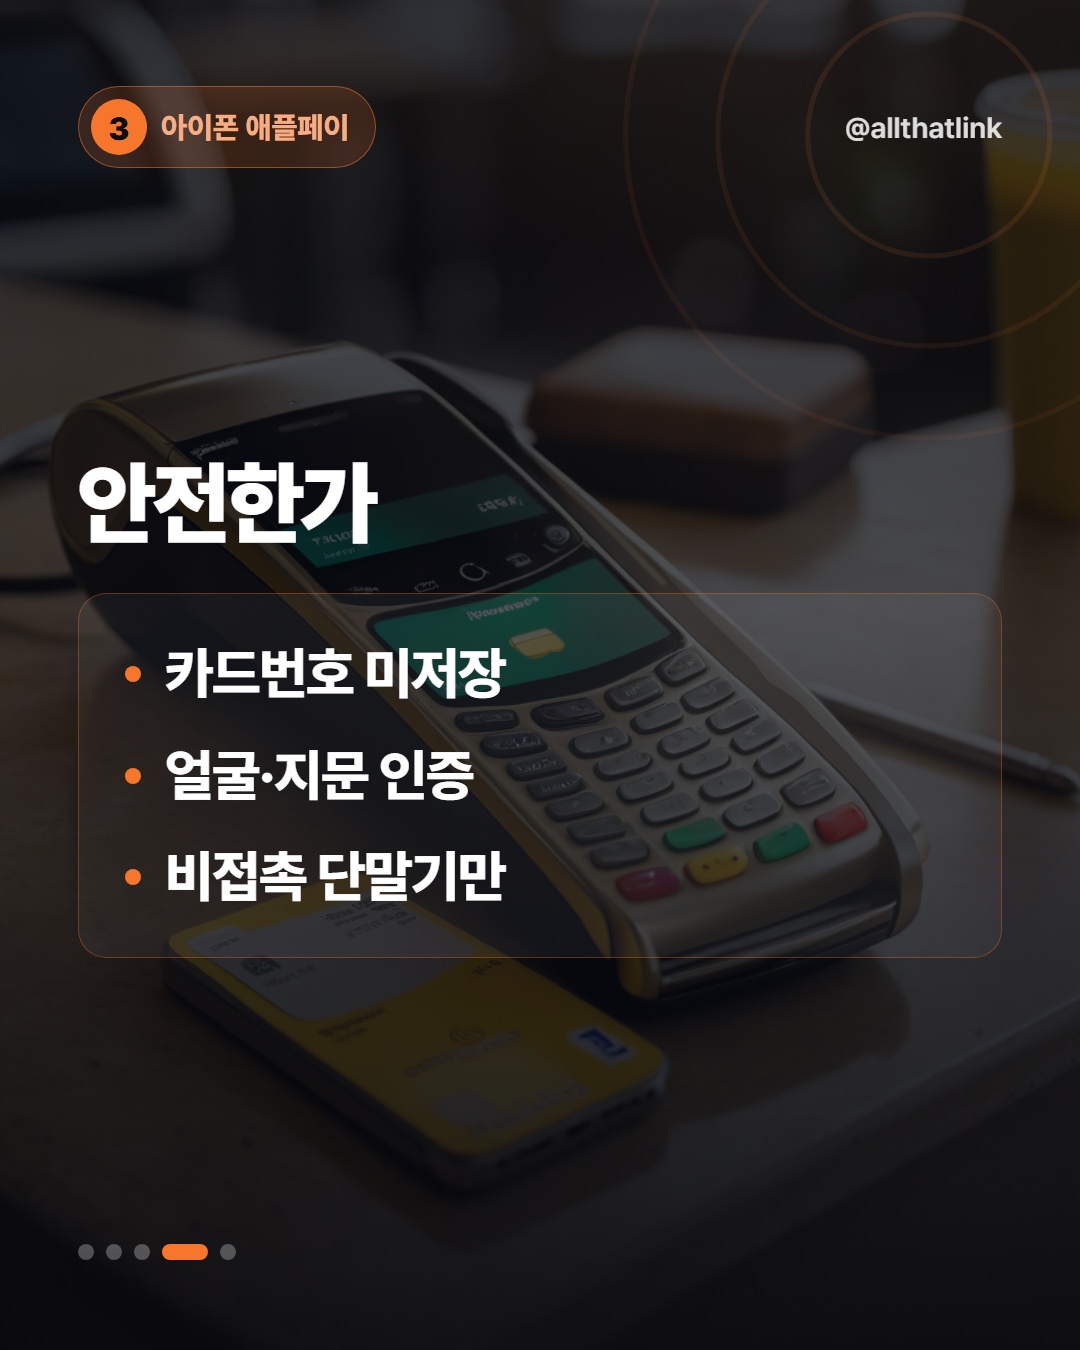 3 아이폰 애플페이
@allthatlink
안전한가
• 카드번호 미저장
• 얼굴·지문 인증
• 비접촉 단말기만